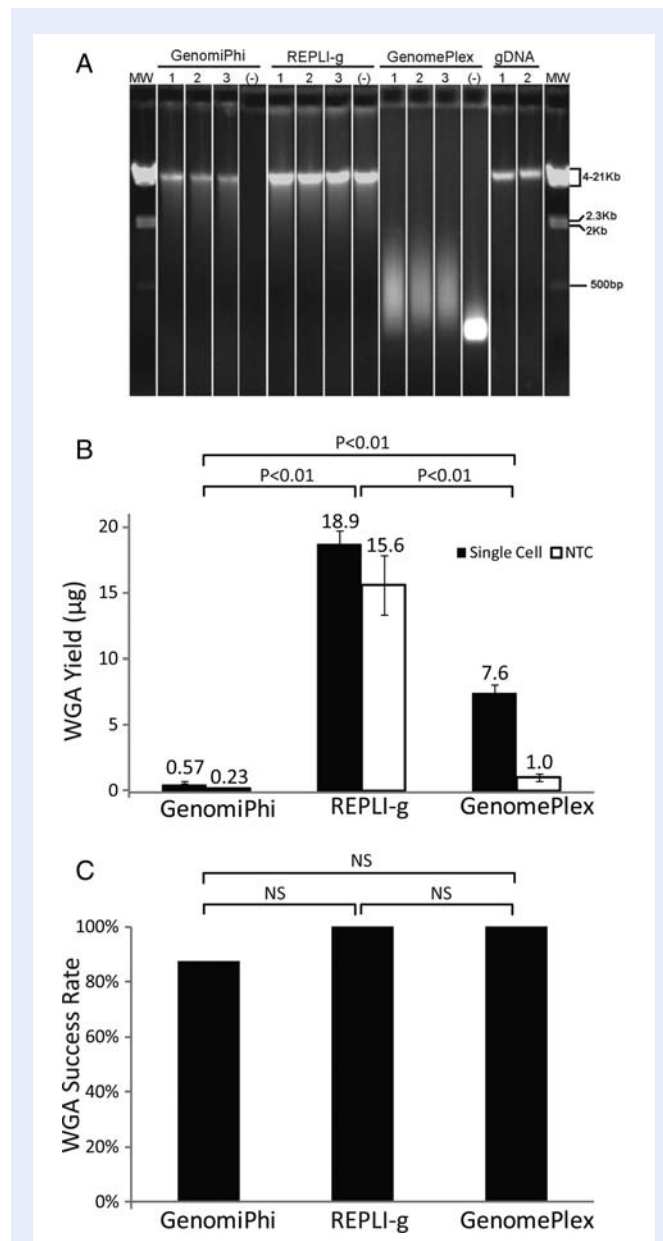 A
GenomiPhi REPLI-g GenomePlex gDNA
MW 1 2 3 (-) 1 2 3 (-) 1 2 3 (-) 1 2 MW
4-21Kb
2.3Kb
2Kb
500bp
B
P<0.01
P<0.01 P<0.01
WGA Yield (µg)
20
15
10
5
0
18.9
15.6
7.6
1.0
0.57
0.23
Single Cell NTC
GenomiPhi REPLI-g GenomePlex
C
NS
NS NS
WGA Success Rate
100%
80%
60%
40%
20%
0%
GenomiPhi REPLI-g GenomePlex